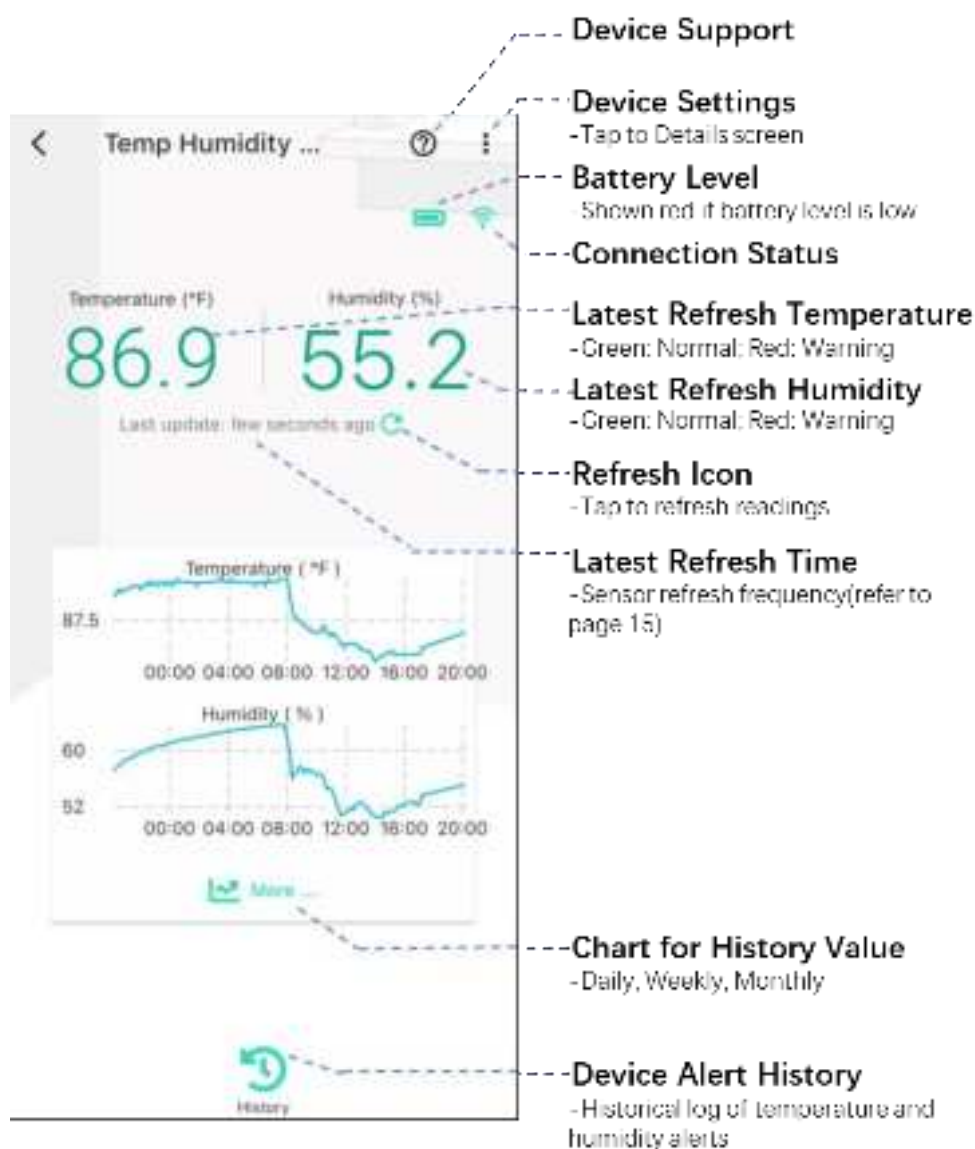 Device Support
Device Settings
-Tap to Details screen
Temp Humidity ...
Battery Level
-Shown red if battery level is low
Connection Status
Temperature (°F)
Humidity (%)
86.9
55.2
Latest Refresh Temperature
-Green: Normal; Red: Warning
Latest Refresh Humidity
-Green: Normal; Red: Warning
Last update: few seconds ago
Refresh Icon
-Tap to refresh readings
Latest Refresh Time
-Sensor refresh frequency(refer to
page 15)
Temperature ( °F )
87.5
00:00 04:00 08:00 12:00 16:00 20:00
Humidity ( % )
60
52
00:00 04:00 08:00 12:00 16:00 20:00
More ...
Chart for History Value
-Daily, Weekly, Monthly
Device Alert History
-Historical log of temperature and
humidity alerts
History